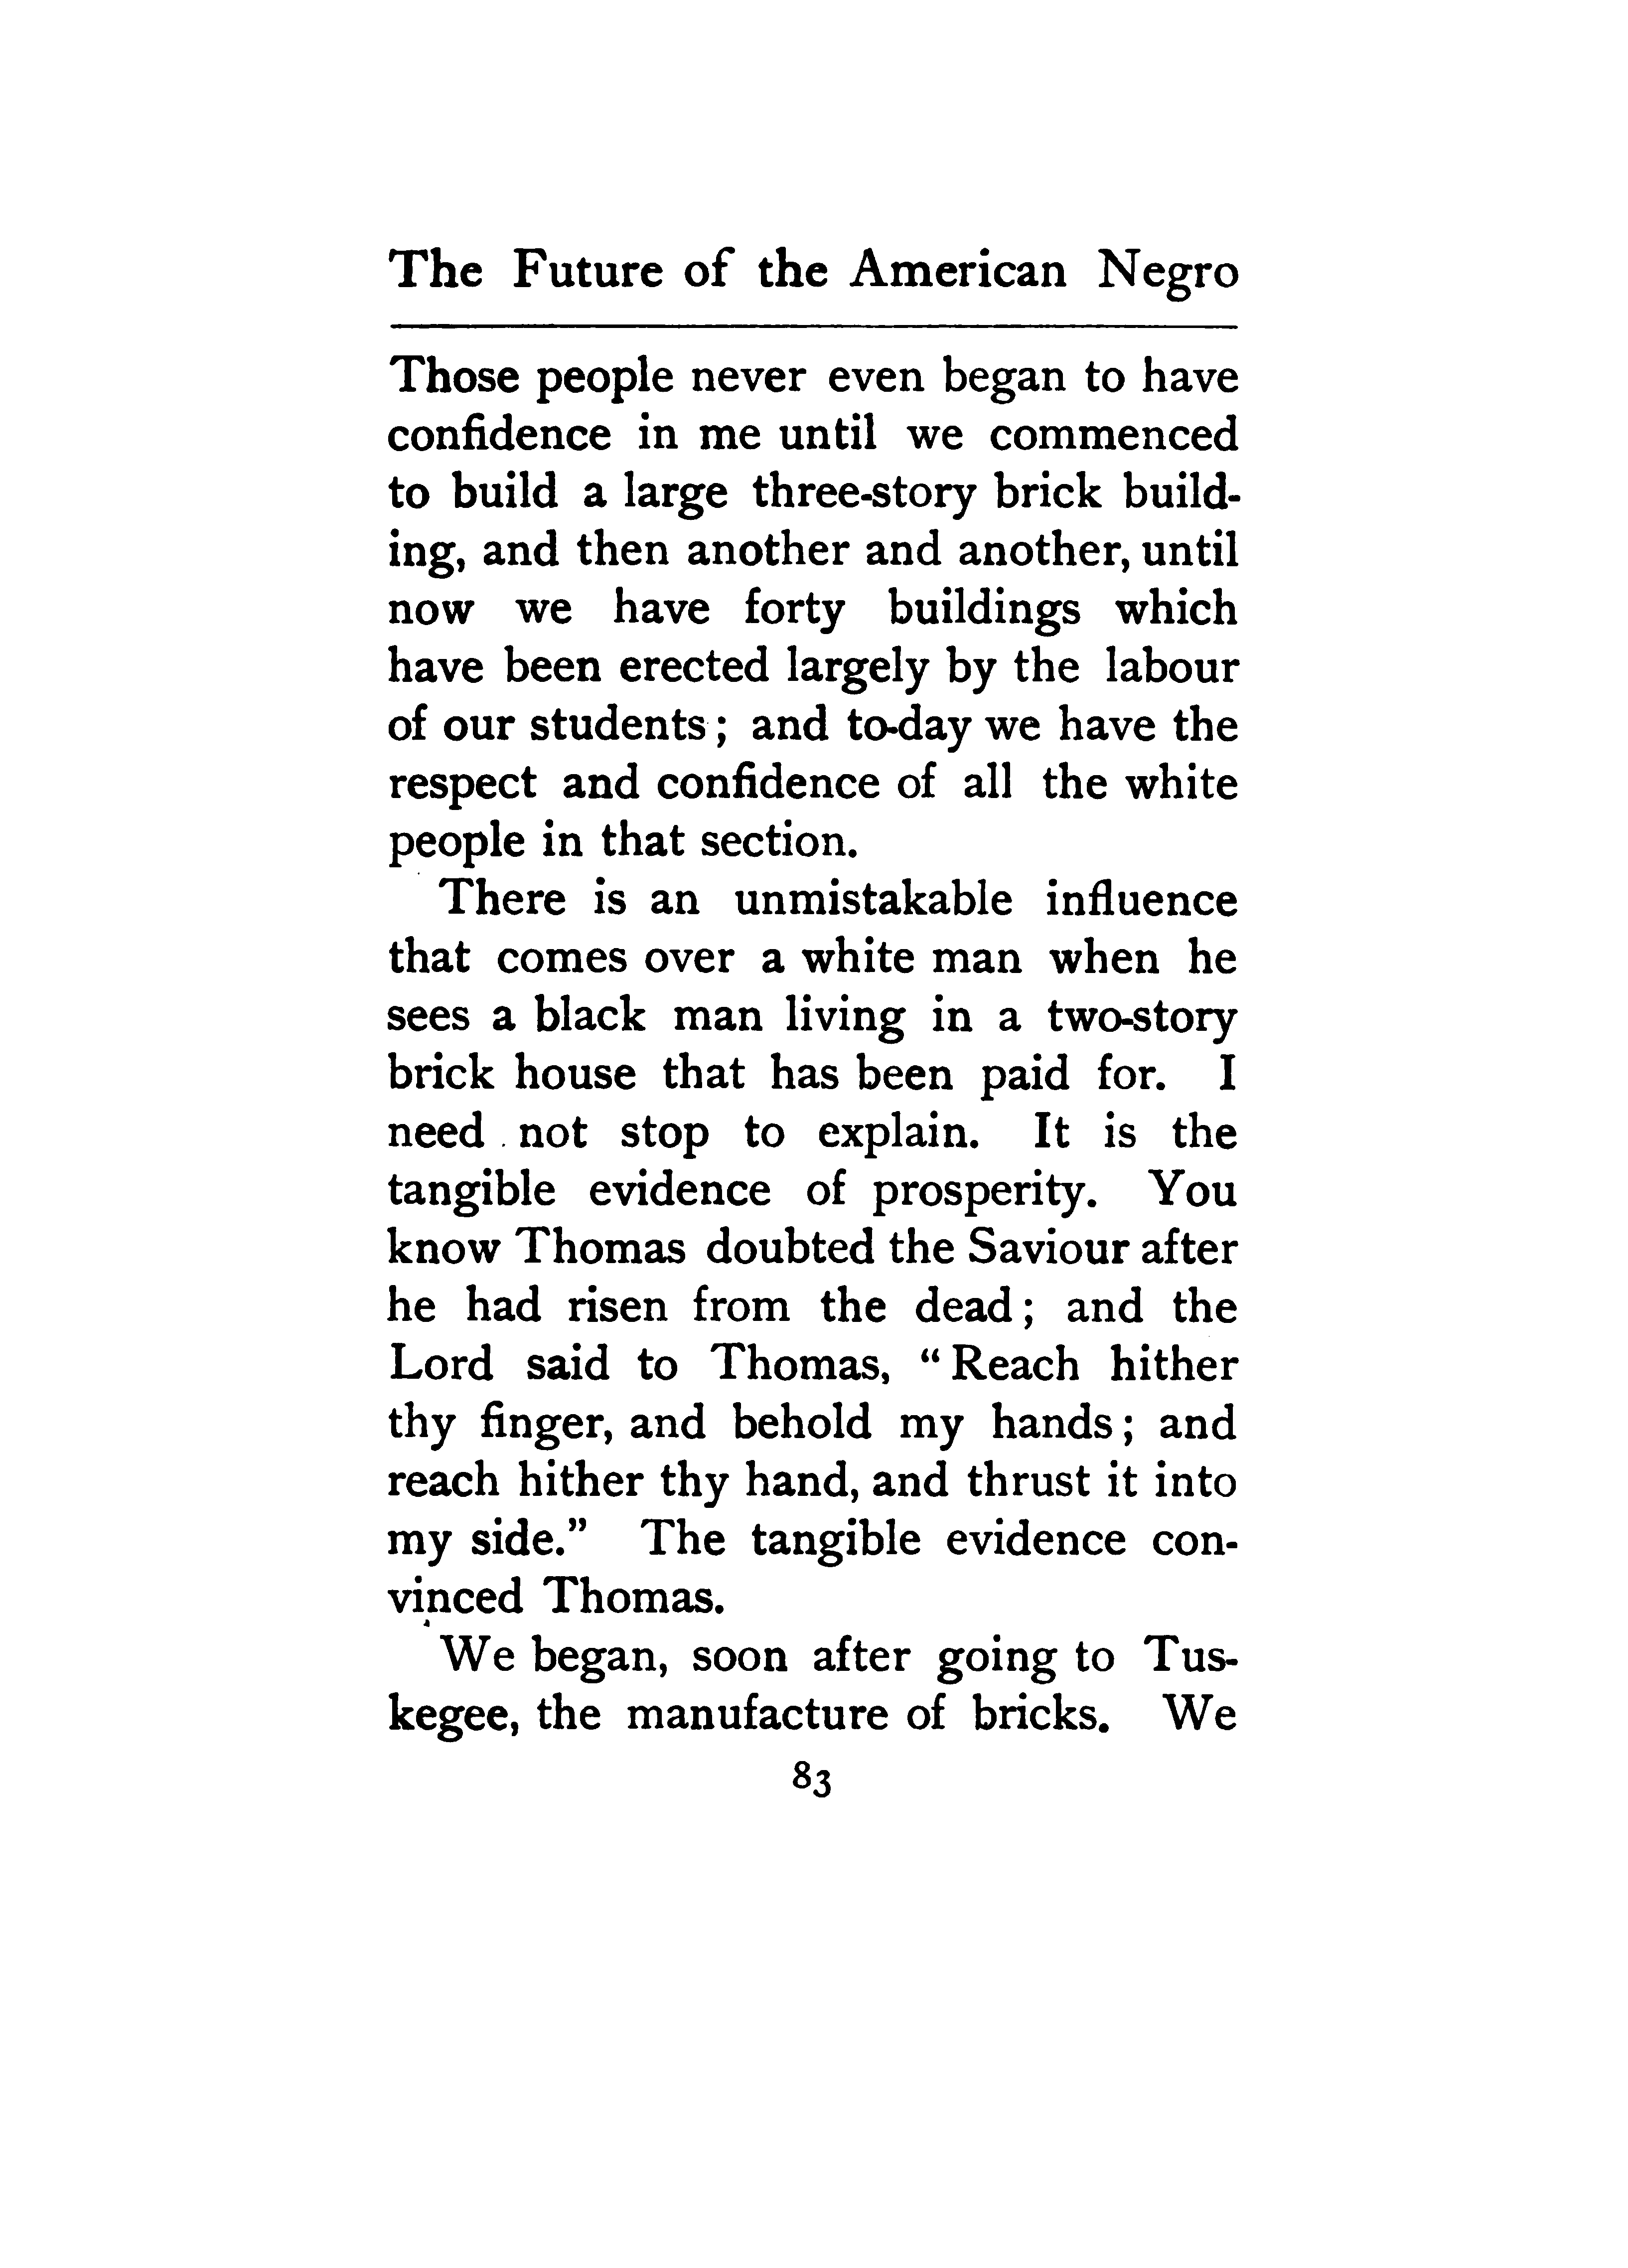 The Future of the American Negro
Those people never even began to have
confidence in me until we commenced
to build a large three-story brick build-
ing, and then another and another, until
now we have forty buildings which
have been erected largely by the labour
of our students; and to-day we have the
respect and confidence of all the white
people in that section.
There is an unmistakable influence
that comes over a white man when he
sees a black man living in a two-story
brick house that has been paid for. I
need not stop to explain. It is the
tangible evidence of prosperity. You
know Thomas doubted the Saviour after
he had risen from the dead; and the
Lord said to Thomas, “Reach hither
thy finger, and behold my hands; and
reach hither thy hand, and thrust it into
my side.” The tangible evidence con-
vinced Thomas.
We began, soon after going to Tus-
kegee, the manufacture of bricks. We
83